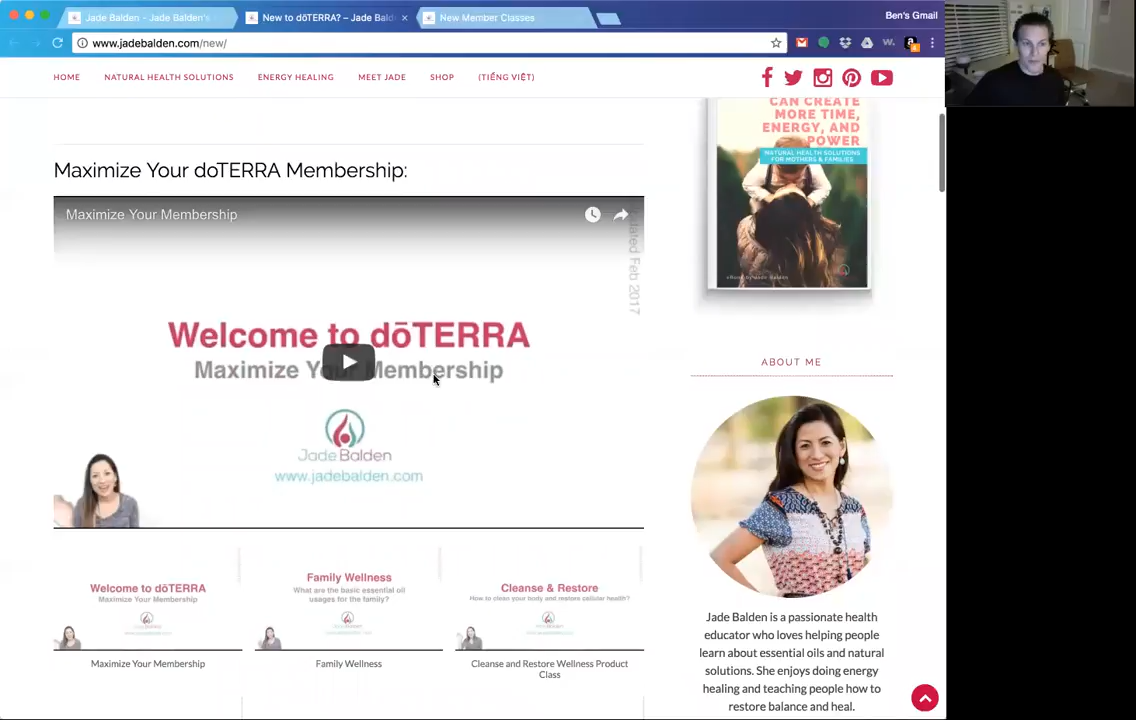 Jade Balden - Jade Balden's
New to dōTERRA? – Jade Bald
New Member Classes
Ben's Gmail
www.jadebalden.com/new/
HOME
NATURAL HEALTH SOLUTIONS
ENERGY HEALING
MEET JADE
SHOP
(TIẾNG VIỆT)
CAN CREATE
MORE TIME,
ENERGY, AND
POWER
NATURAL HEALTH SOLUTIONS
FOR MOTHERS & FAMILIES
Maximize Your doTERRA Membership:
Maximize Your Membership
dated Feb 2017
Welcome to dōTERRA
Maximize Your Membership
Jade Balden
www.jadebalden.com
ABOUT ME
Welcome to dōTERRA
Maximize Your Membership
Family Wellness
What are the basic essential oil
usages for the family?
Cleanse & Restore
How to clean your body and restore cellular health?
Maximize Your Membership
Family Wellness
Cleanse and Restore Wellness Product
Class
Jade Balden is a passionate health
educator who loves helping people
learn about essential oils and natural
solutions. She enjoys doing energy
healing and teaching people how to
restore balance and heal.